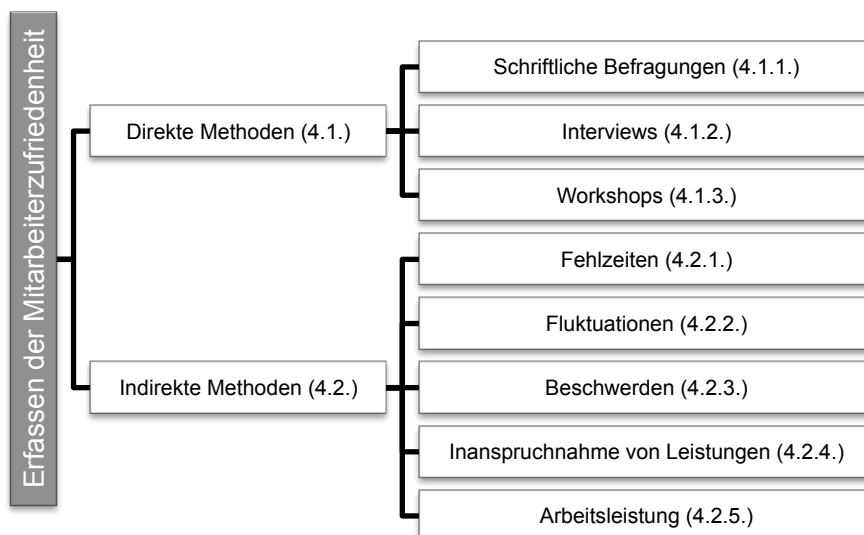 Erfassen der Mitarbeiterzufriedenheit
Direkte Methoden (4.1.)
Schriftliche Befragungen (4.1.1.)
Interviews (4.1.2.)
Workshops (4.1.3.)
Indirekte Methoden (4.2.)
Fehlzeiten (4.2.1.)
Fluktuationen (4.2.2.)
Beschwerden (4.2.3.)
Inanspruchnahme von Leistungen (4.2.4.)
Arbeitsleistung (4.2.5.)